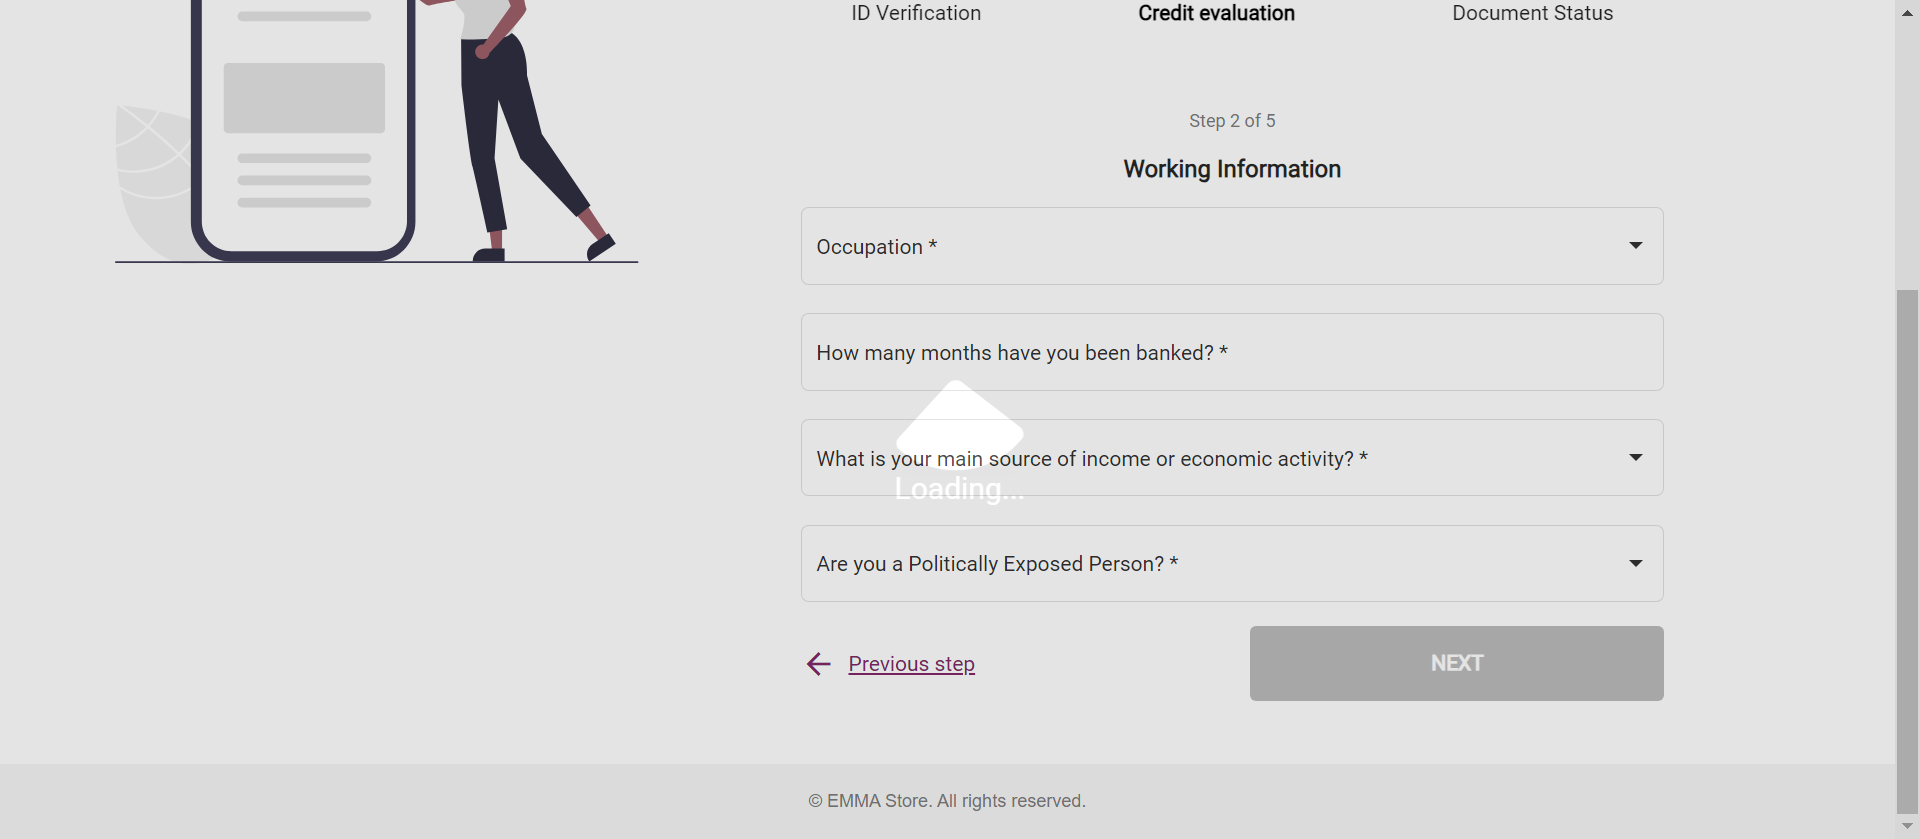 ID Verification
Credit evaluation
Document Status
Step 2 of 5
Working Information
Occupation *
How many months have you been banked? *
What is your main source of income or economic activity? *
Loading...
Are you a Politically Exposed Person? *
Previous step
NEXT
© EMMA Store. All rights reserved.